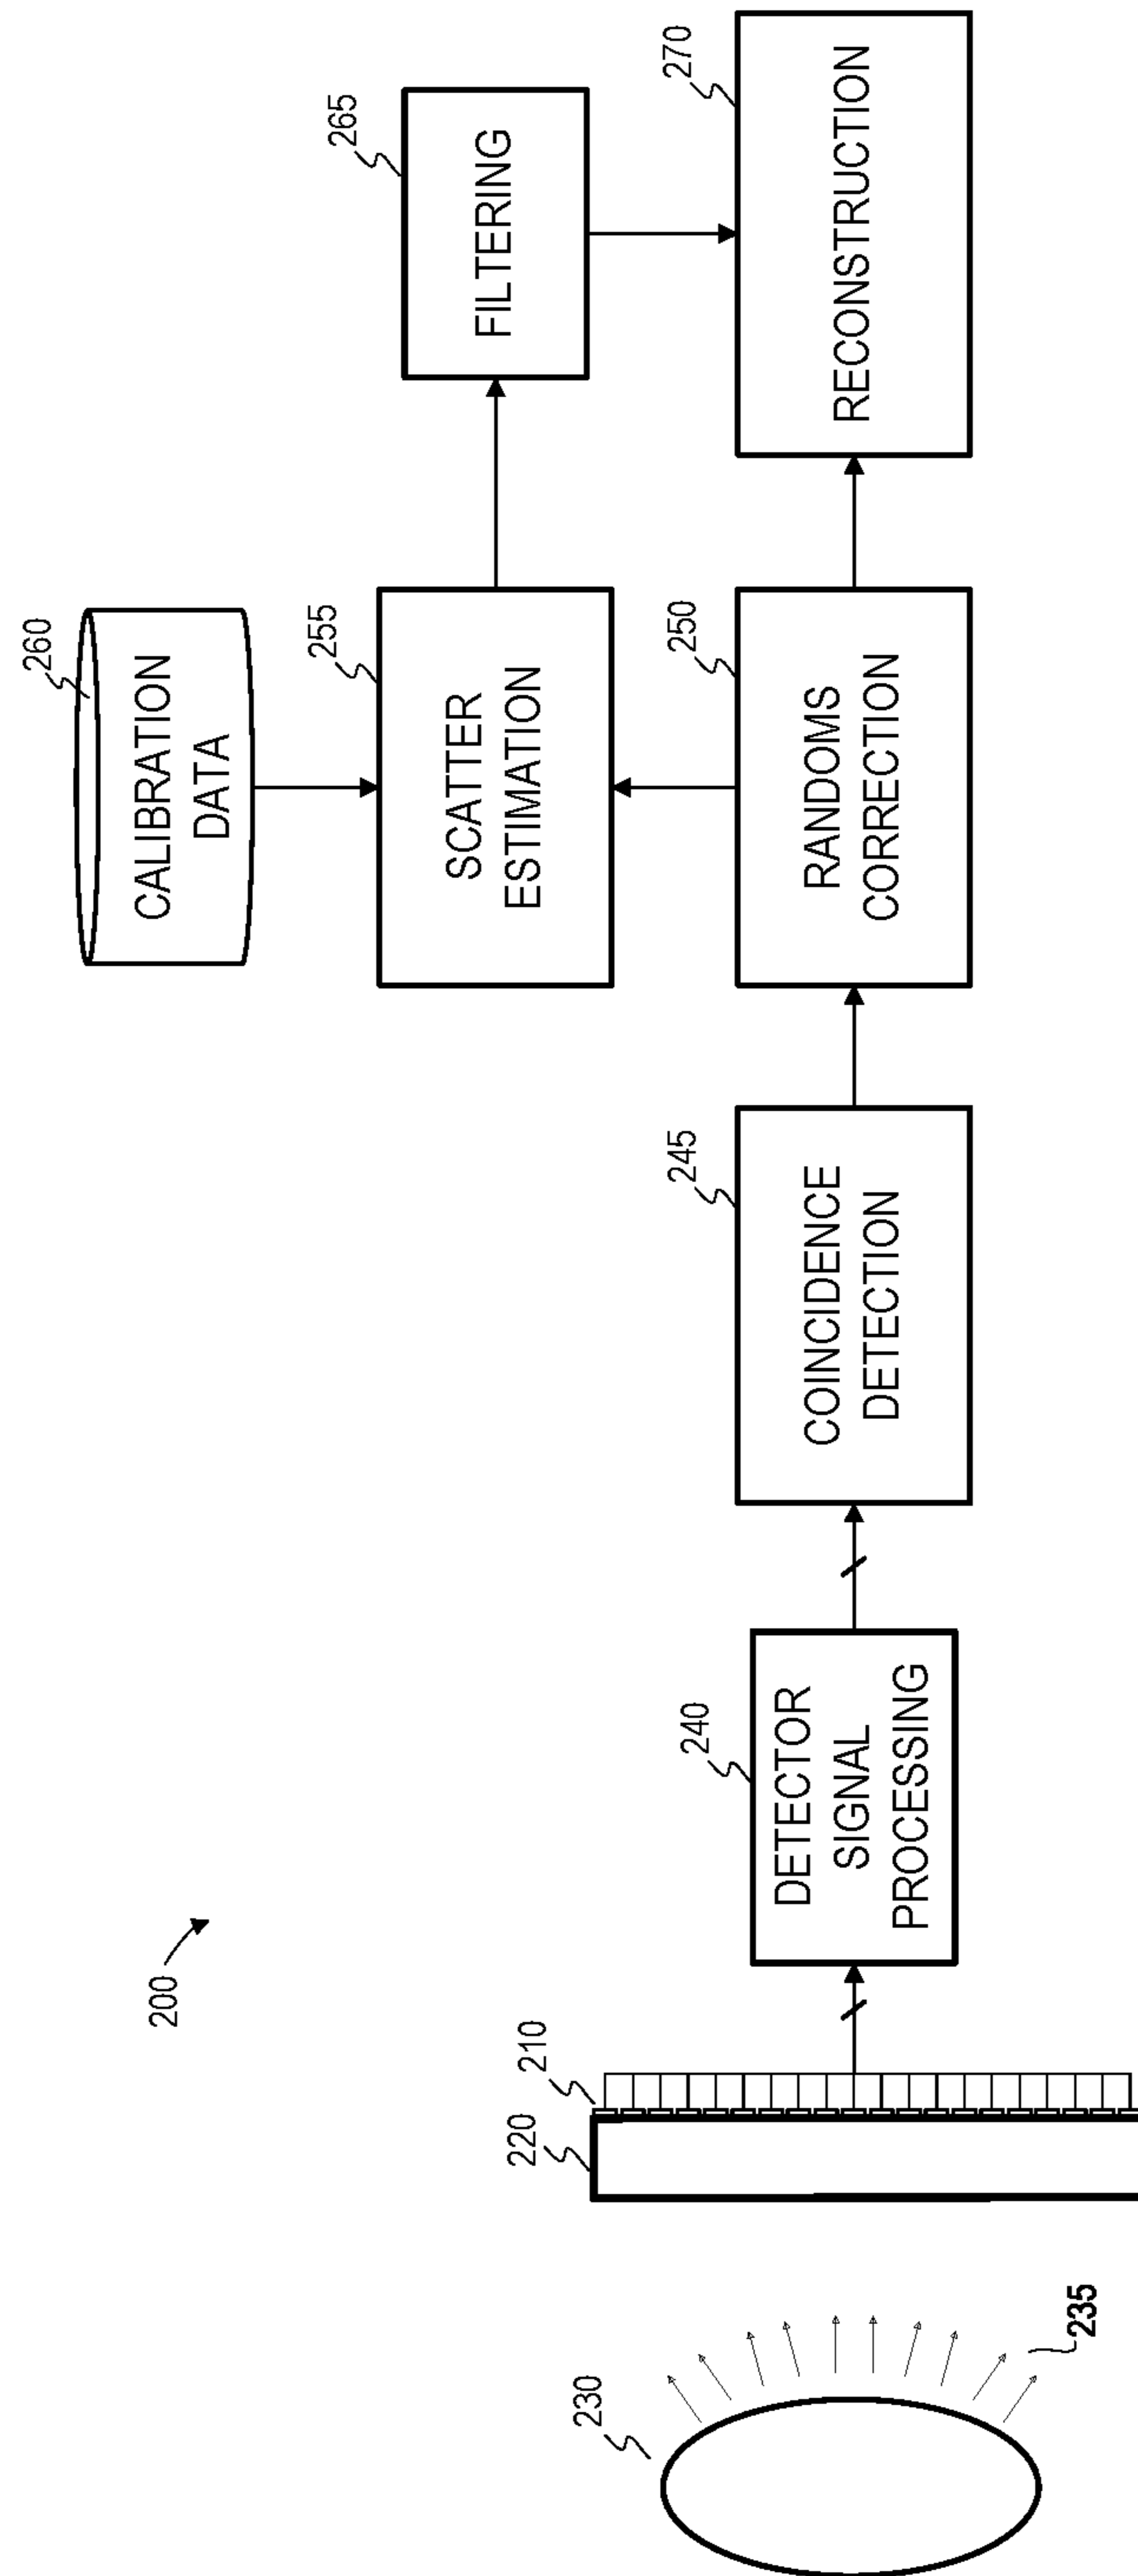 200
260
CALIBRATION
DATA
255
SCATTER
ESTIMATION
265
FILTERING
230
235
220
210
240
DETECTOR
SIGNAL
PROCESSING
245
COINCIDENCE
DETECTION
250
RANDOMS
CORRECTION
270
RECONSTRUCTION